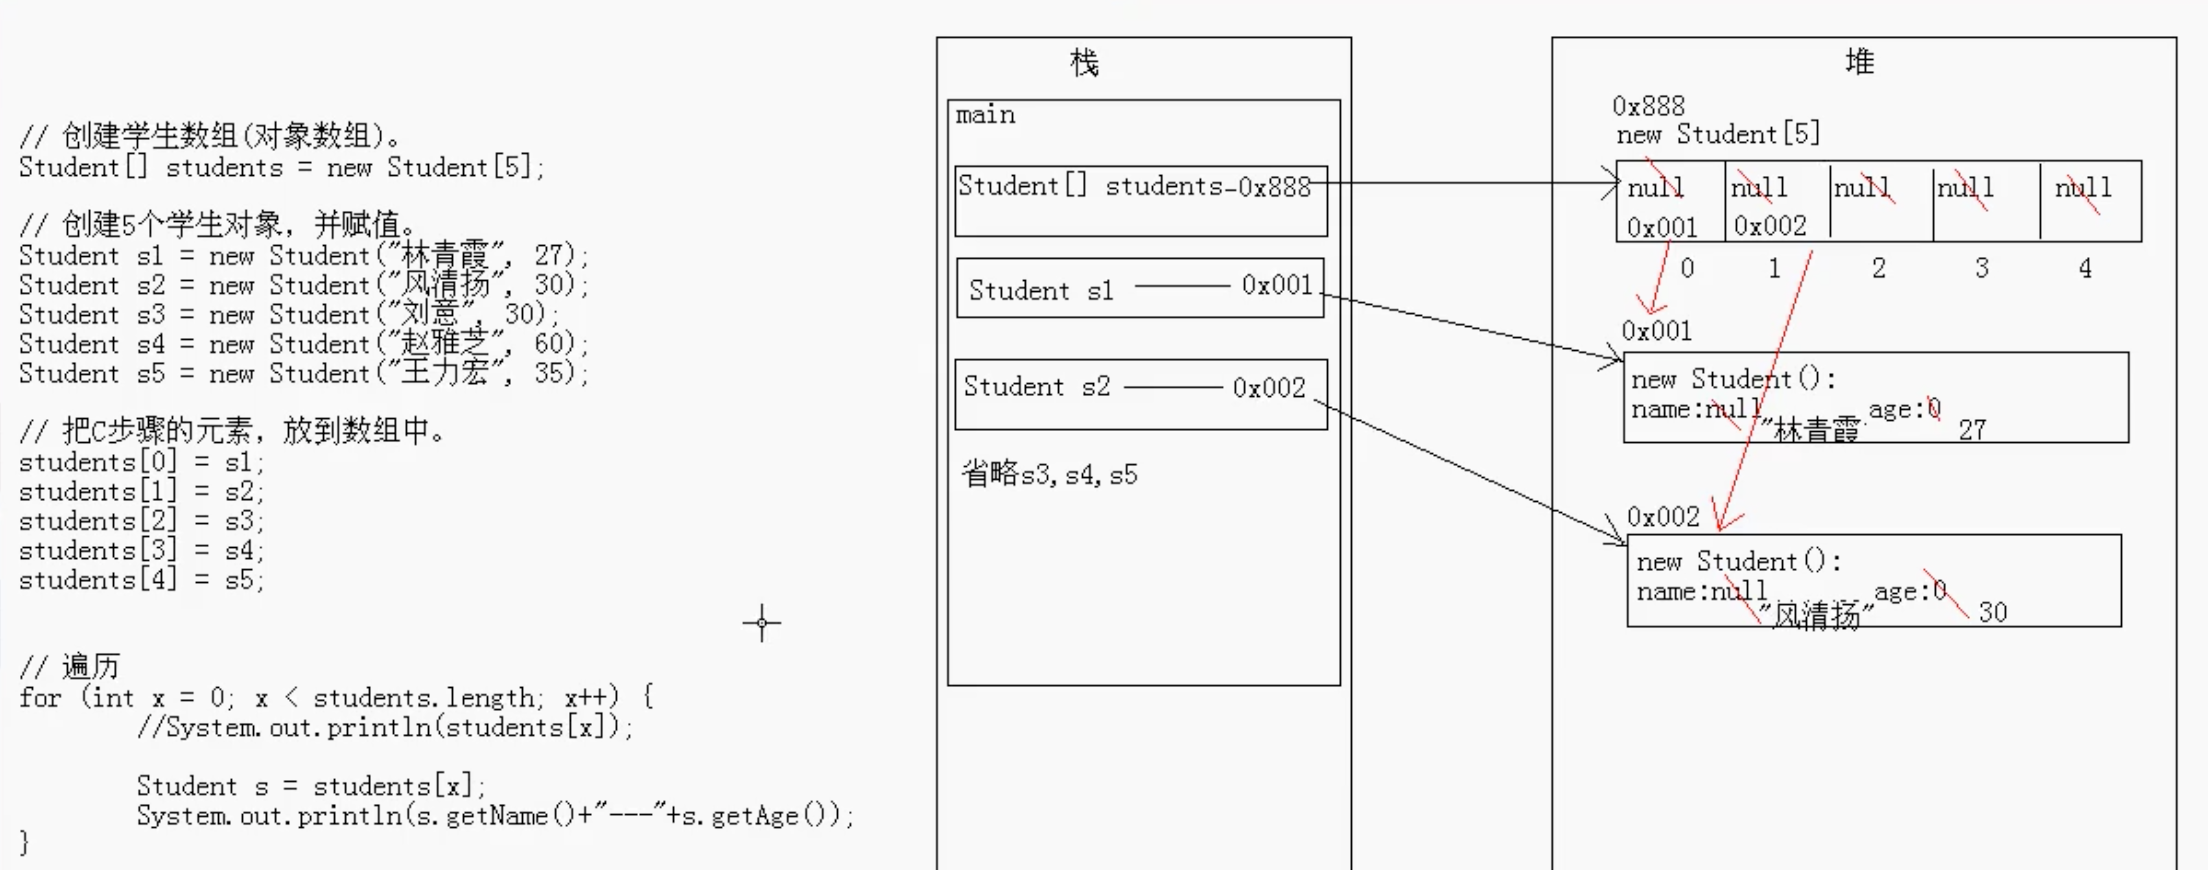 // 创建学生数组(对象数组)。
Student[] students = new Student[5];
// 创建5个学生对象，并赋值。
Student s1 = new Student("林青霞", 27);
Student s2 = new Student("风清扬", 30);
Student s3 = new Student("刘意", 30);
Student s4 = new Student("赵雅芝", 60);
Student s5 = new Student("王力宏", 35);
// 把C步骤的元素，放到数组中。
students[0] = s1;
students[1] = s2;
students[2] = s3;
students[3] = s4;
students[4] = s5;
// 遍历
for (int x = 0; x < students.length; x++) {
//System.out.println(students[x]);
Student s = students[x];
System.out.println(s.getName()+"---"+s.getAge());
}
栈
main
Student[] students-0x888
Student s1 0x001
Student s2 0x002
省略s3,s4,s5
堆
0x888
new Student[5]
null null null null null
0x001 0x002
0 1 2 3 4
0x001
new Student():
name:null age:0
"林青霞 27
0x002
new Student():
name:null age:0
"风清扬" 30